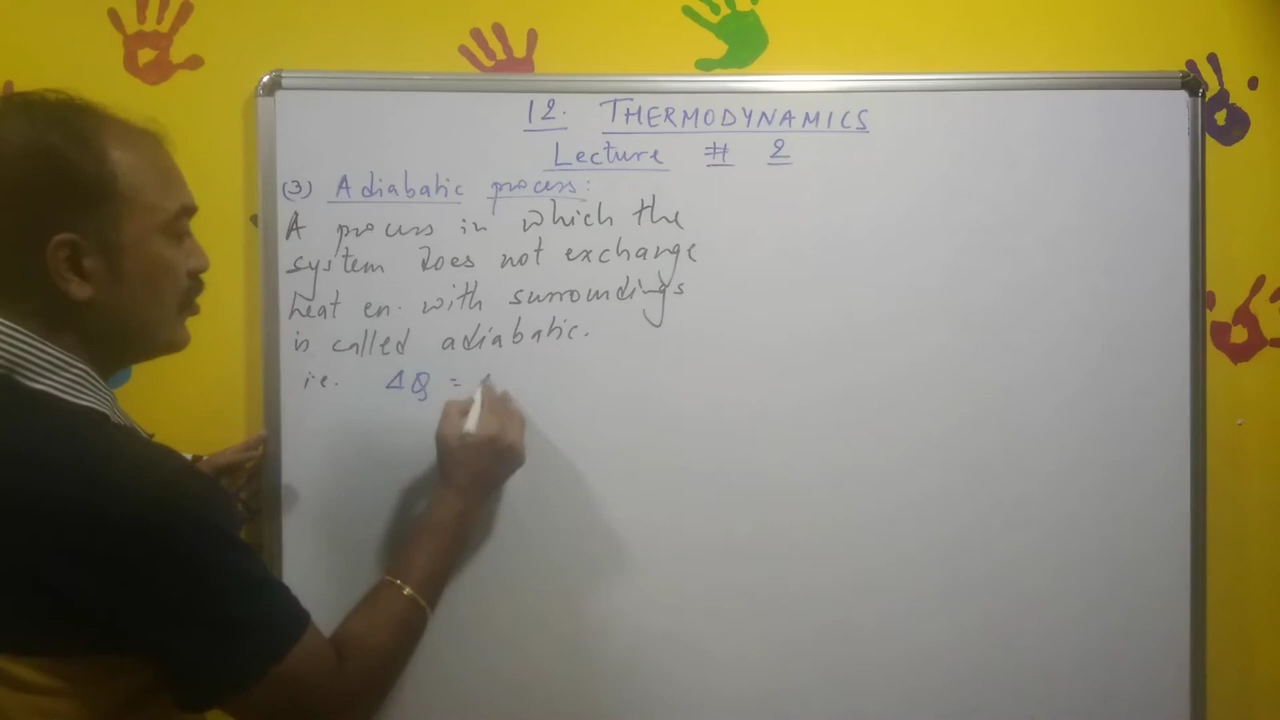 12. THERMODYNAMICS
Lecture # 2
(3) Adiabatic process:
A process in which the
system does not exchange
heat en. with surroundings
is called adiabatic.
i.e. ΔQ =